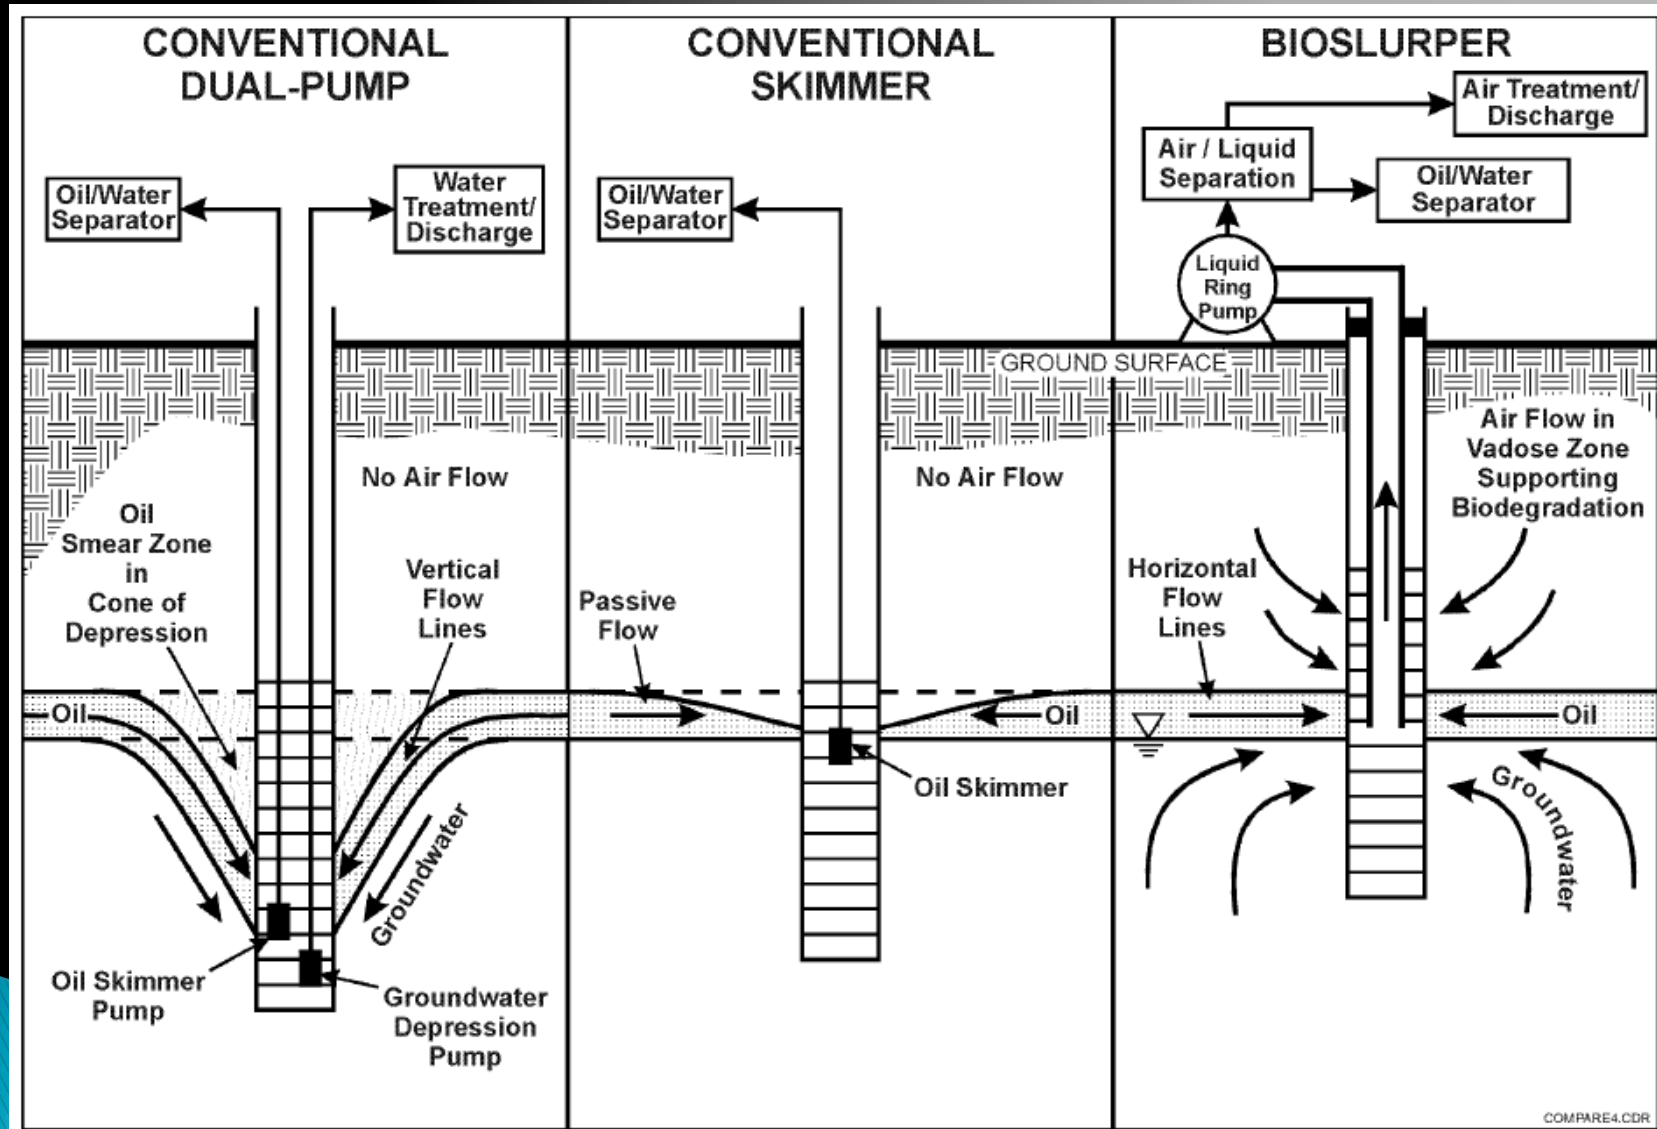 CONVENTIONAL
DUAL-PUMP
Oil/Water
Separator
Water
Treatment/
Discharge
No Air Flow
Oil
Smear Zone
in
Cone of
Depression
Vertical
Flow
Lines
Oil
Groundwater
Oil Skimmer
Pump
Groundwater
Depression
Pump
CONVENTIONAL
SKIMMER
Oil/Water
Separator
No Air Flow
Passive
Flow
Oil
Oil Skimmer
BIOSLURPER
Air Treatment/
Discharge
Air / Liquid
Separation
Oil/Water
Separator
Liquid
Ring
Pump
GROUND SURFACE
Air Flow in
Vadose Zone
Supporting
Biodegradation
Horizontal
Flow
Lines
Oil
Groundwater
COMPARE4.CDR